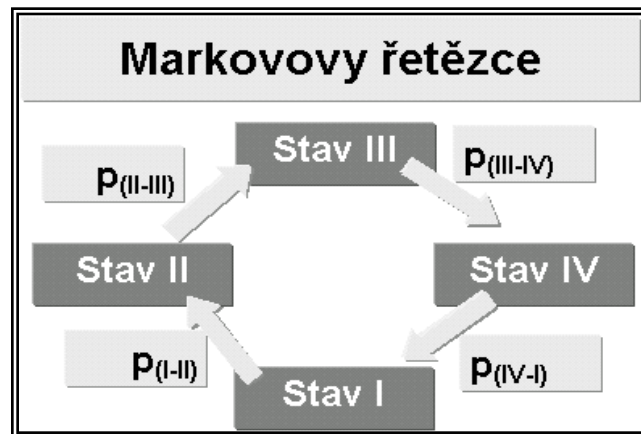 Markovovy řetězce
Stav III
p(III-IV)
p(II-III)
Stav II
Stav IV
p(I-II)
p(IV-I)
Stav I